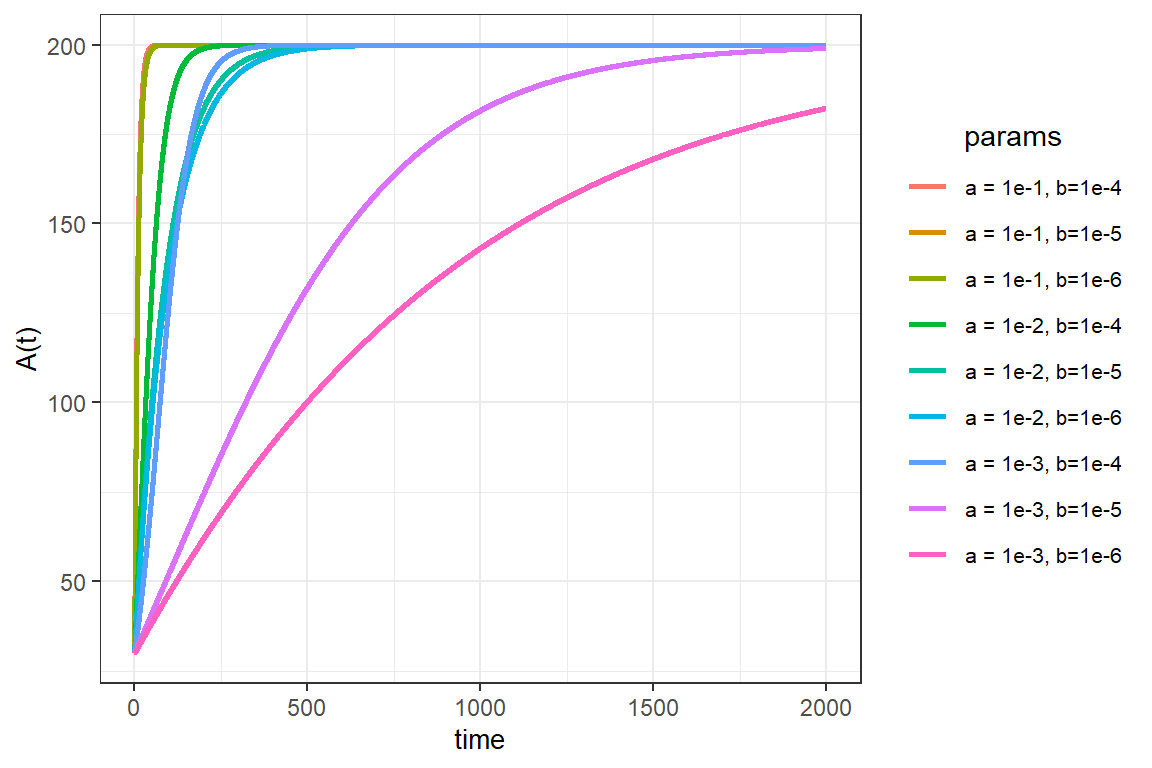 200
150
100
50
A(t)
0
500
1000
1500
2000
time
params
a = 1e-1, b=1e-4
a = 1e-1, b=1e-5
a = 1e-1, b=1e-6
a = 1e-2, b=1e-4
a = 1e-2, b=1e-5
a = 1e-2, b=1e-6
a = 1e-3, b=1e-4
a = 1e-3, b=1e-5
a = 1e-3, b=1e-6